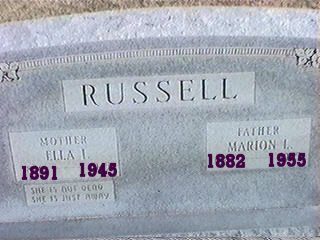 RUSSELL
MOTHER
ELLA I.
1891 1945
SHE IS NOT DEAD
SHE IS JUST AWAY
FATHER
MARION L.
1882 1955